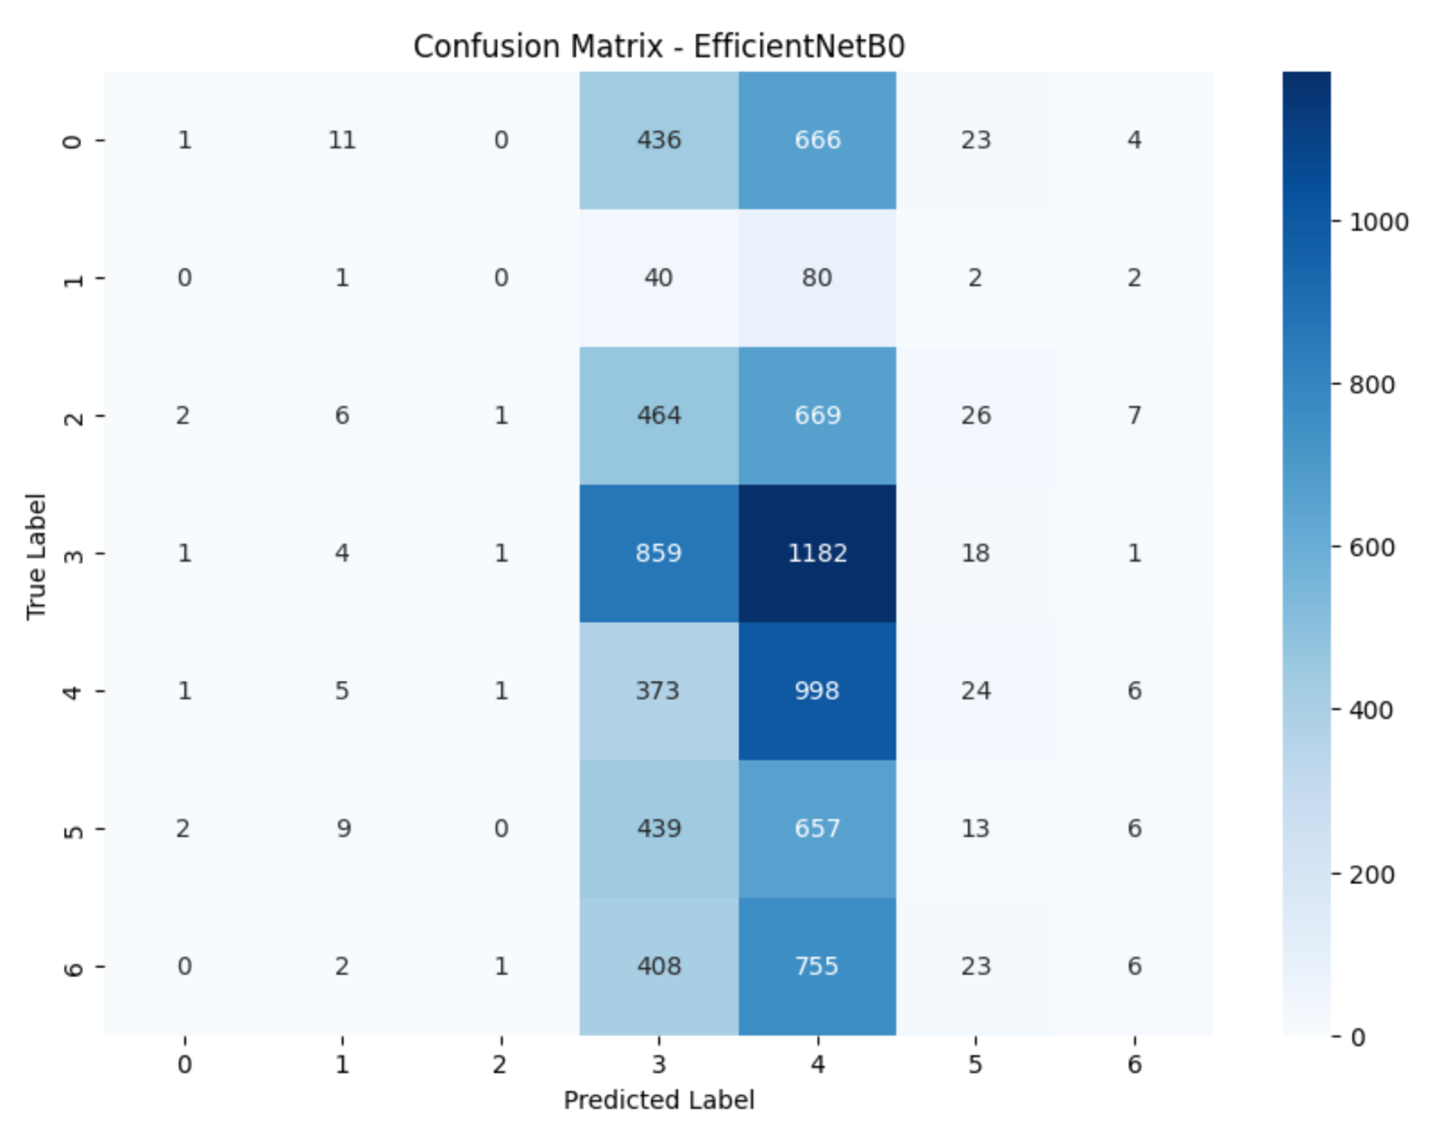 Confusion Matrix - EfficientNetB0
0 1 11 0 436 666 23 4
1 0 1 0 40 80 2 2
2 2 6 1 464 669 26 7
3 1 4 1 859 1182 18 1
4 1 5 1 373 998 24 6
5 2 9 0 439 657 13 6
6 0 2 1 408 755 23 6
0 1 2 3 4 5 6
Predicted Label
True Label
1000
800
600
400
200
0